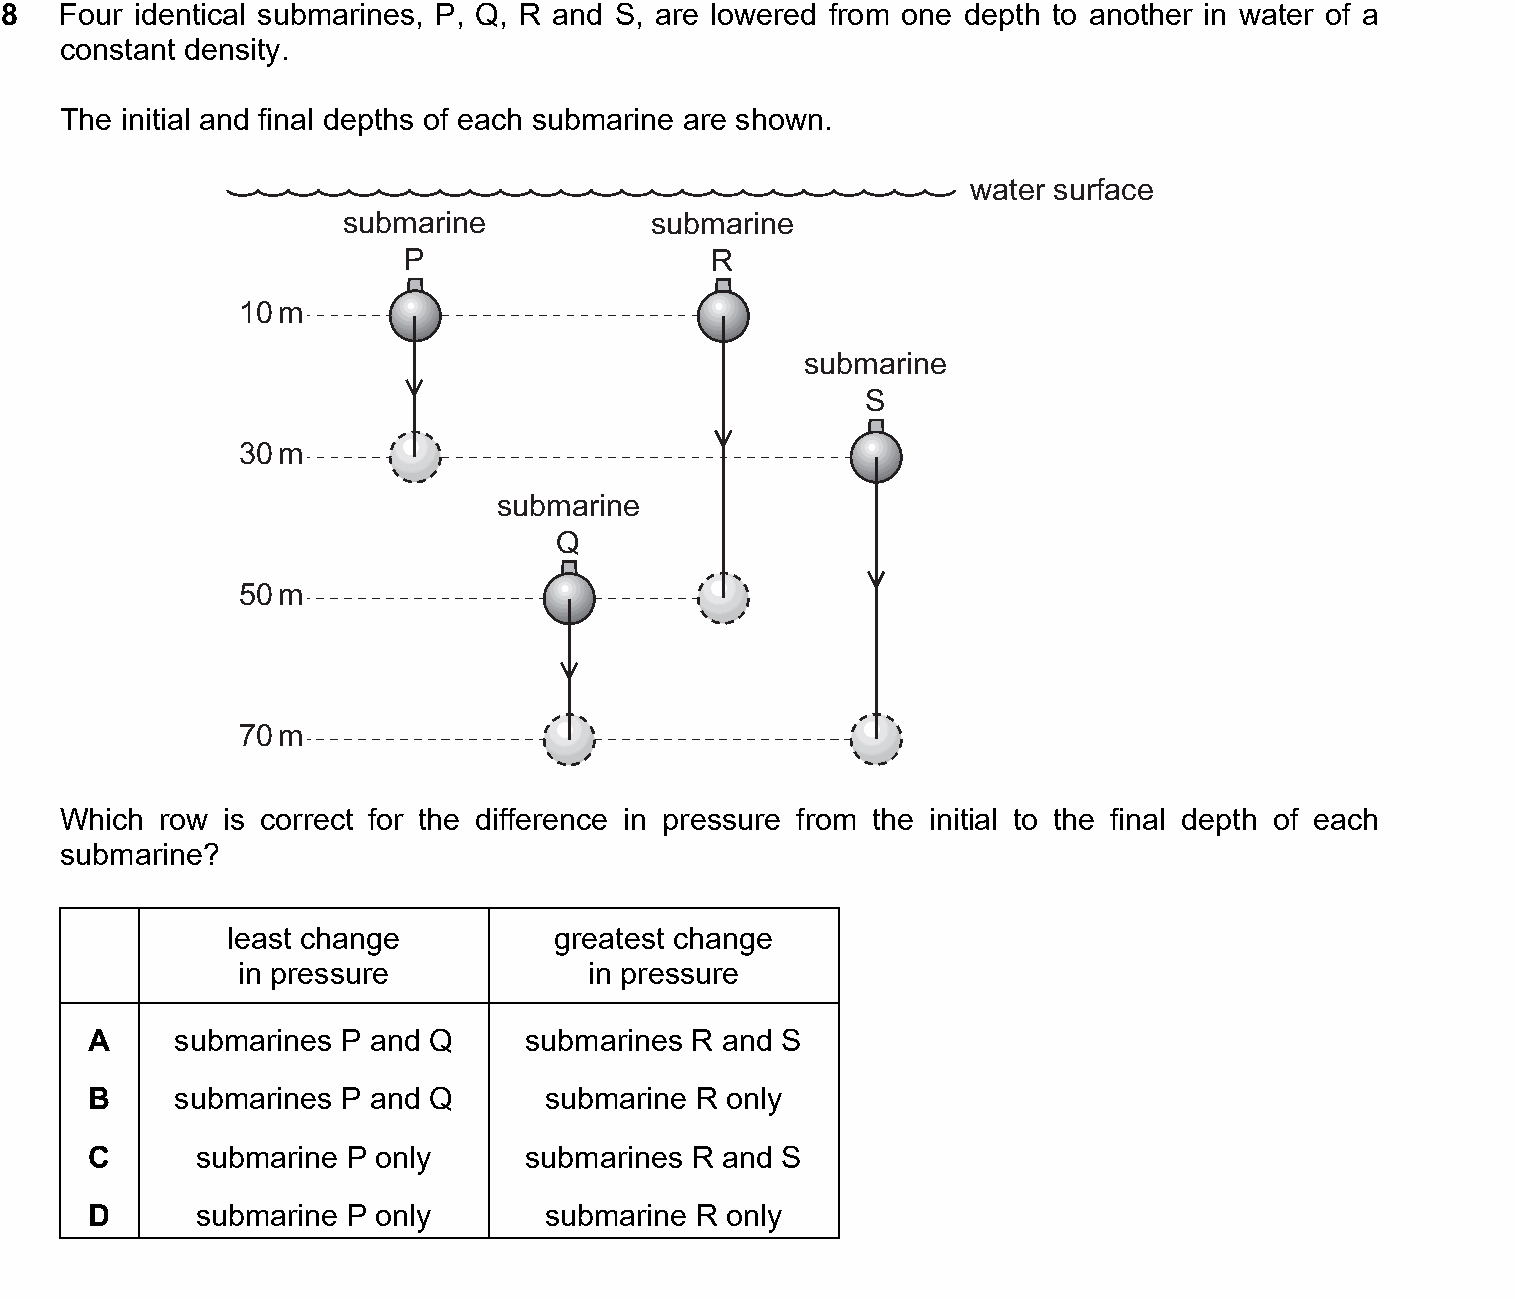 8 Four identical submarines, P, Q, R and S, are lowered from one depth to another in water of a
constant density.
The initial and final depths of each submarine are shown.
water surface
submarine
P
submarine
R
10 m
submarine
S
30 m
submarine
Q
50 m
70 m
Which row is correct for the difference in pressure from the initial to the final depth of each
submarine?
least change
in pressure
greatest change
in pressure
A submarines P and Q submarines R and S
B submarines P and Q submarine R only
C submarine P only submarines R and S
D submarine P only submarine R only